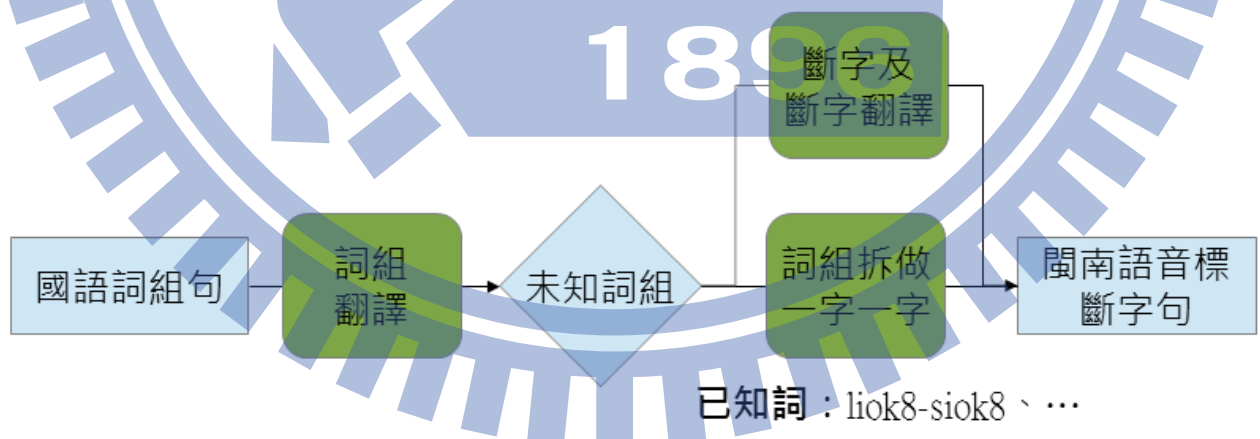 1896
斷字及
斷字翻譯
國語詞組句
詞組
翻譯
未知詞組
詞組拆做
一字一字
閩南語音標
斷字句
已知詞：liok8-siok8、…